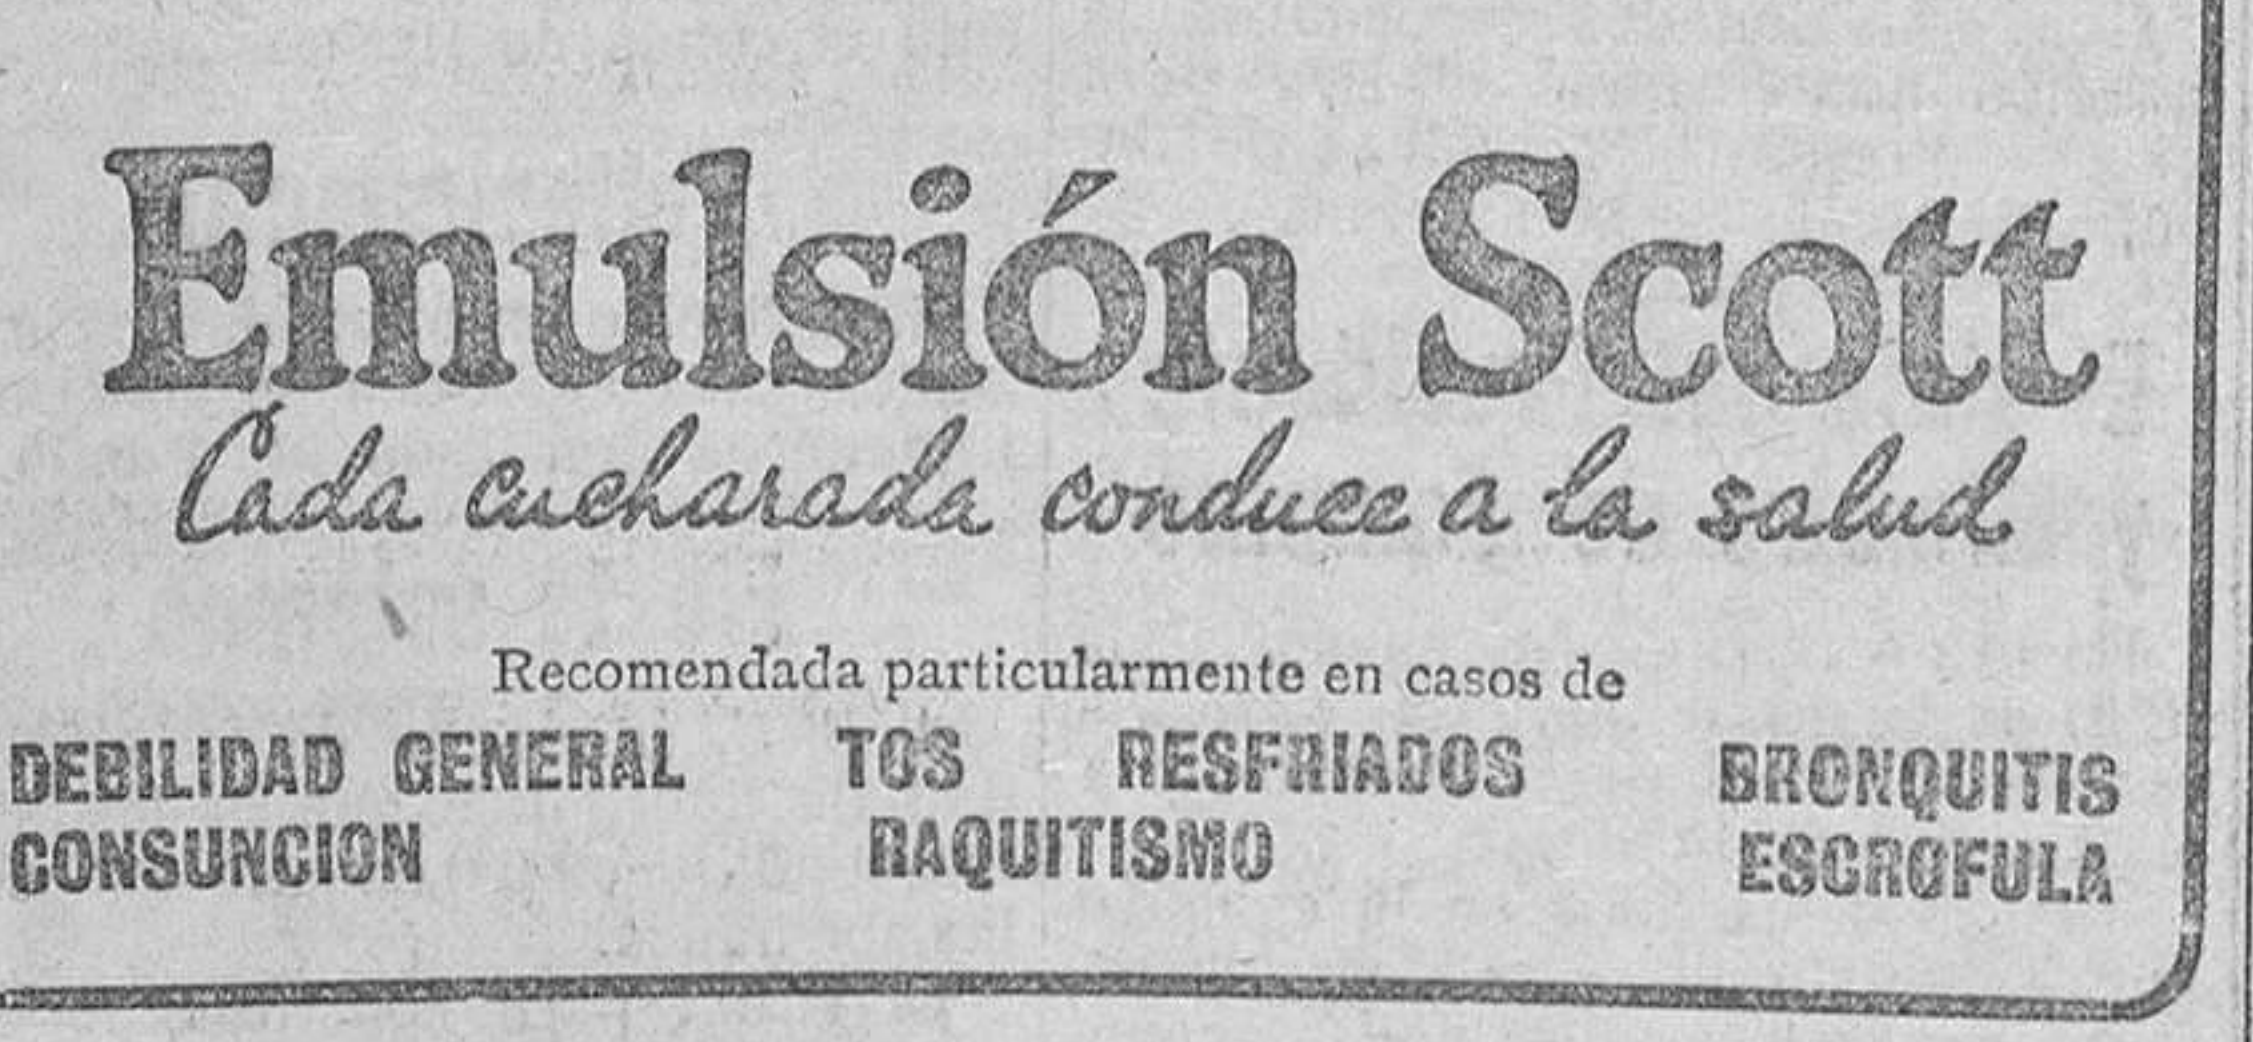 Emulsión Scott
Cada cucharada conduce a la salud
Recomendada particularmente en casos de
DEBILIDAD GENERAL TOS RESFRIADOS BRONQUITIS
CONSUNCION RAQUITISMO ESCROFULA